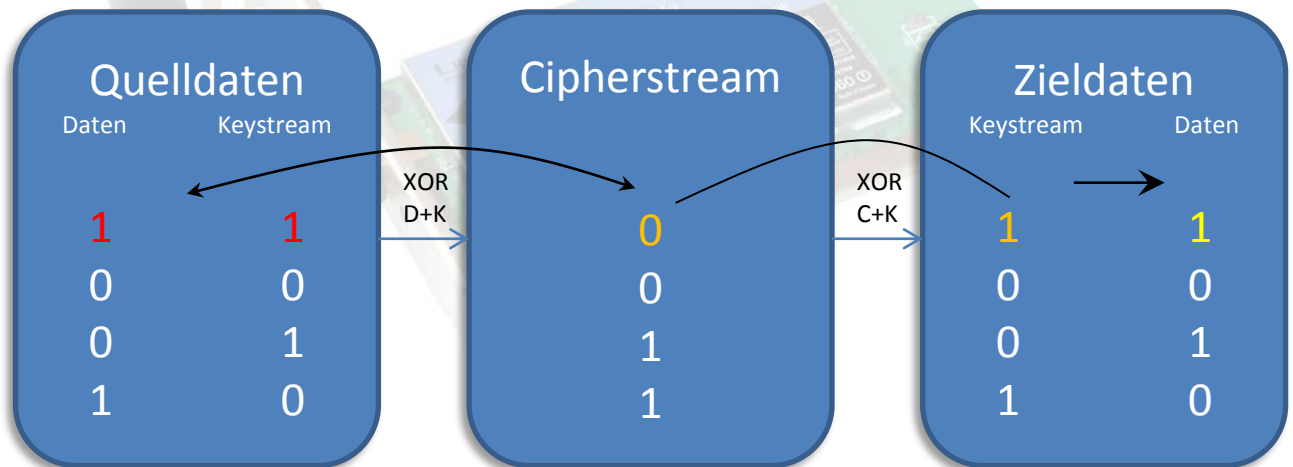 Quelldaten
Daten Keystream
1 1
0 0
0 1
1 0
XOR
D+K
Cipherstream
0
0
1
1
XOR
C+K
Zieldaten
Keystream Daten
1 1
0 0
0 1
1 0